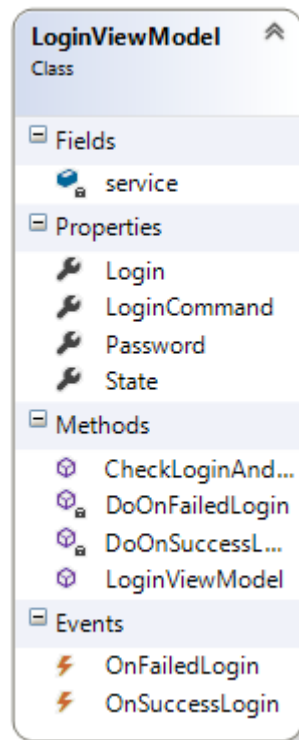 LoginViewModel
Class
Fields
service
Properties
Login
LoginCommand
Password
State
Methods
CheckLoginAnd...
DoOnFailedLogin
DoOnSuccessL...
LoginViewModel
Events
OnFailedLogin
OnSuccessLogin